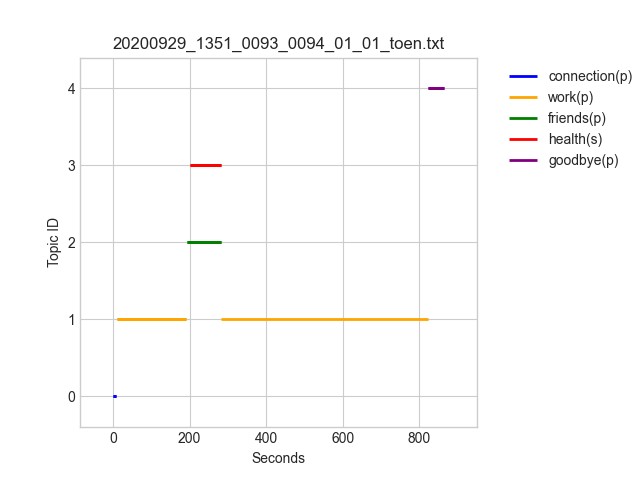 20200929_1351_0093_0094_01_01_toen.txt
connection(p)
work(p)
friends(p)
health(s)
goodbye(p)
4
3
2
1
0
Topic ID
0 200 400 600 800
Seconds